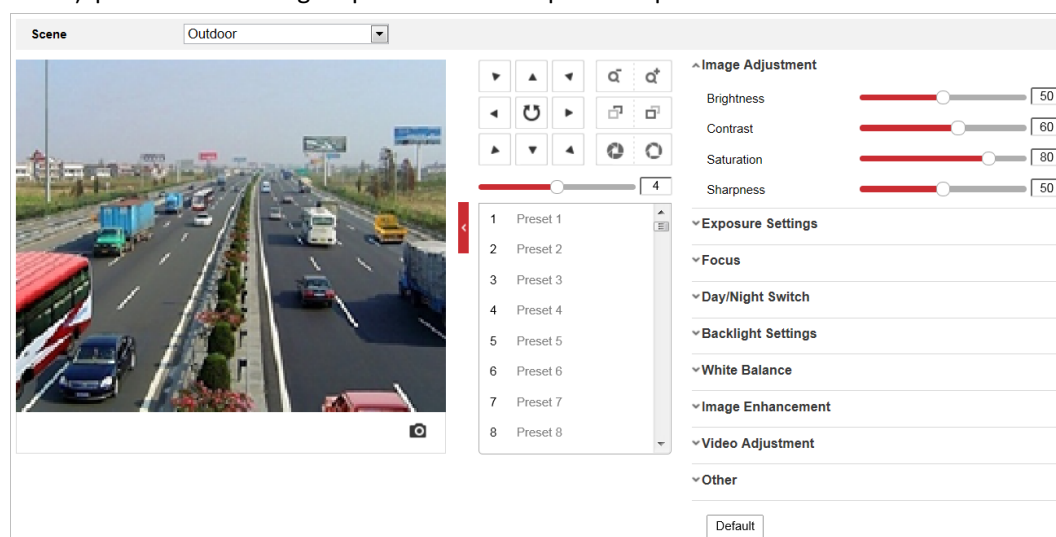 Scene Outdoor
Image Adjustment
Brightness 50
Contrast 60
Saturation 80
Sharpness 50
4
1 Preset 1
2 Preset 2
3 Preset 3
4 Preset 4
5 Preset 5
6 Preset 6
7 Preset 7
8 Preset 8
Exposure Settings
Focus
Day/Night Switch
Backlight Settings
White Balance
Image Enhancement
Video Adjustment
Other
Default